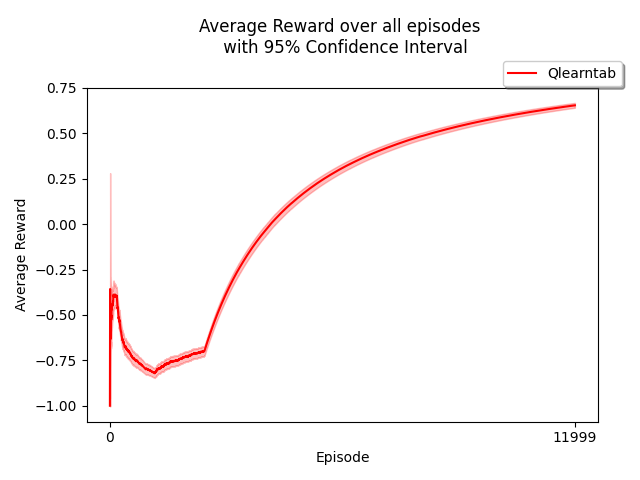 Average Reward over all episodes
with 95% Confidence Interval
Qlearntab
0.75
0.50
0.25
0.00
−0.25
−0.50
−0.75
−1.00
Average Reward
0
11999
Episode